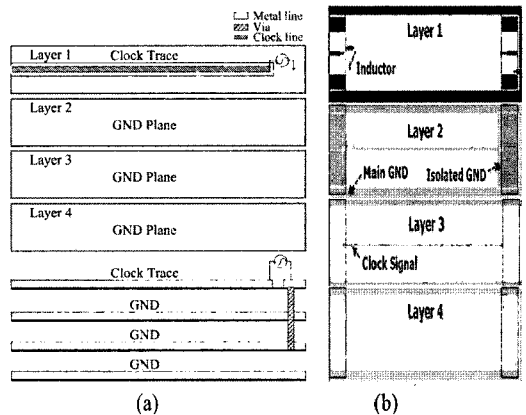 Metal line
Via
Clock line
Layer 1
Clock Trace
Layer 2
GND Plane
Layer 3
GND Plane
Layer 4
GND Plane
Clock Trace
GND
GND
GND
(a)
Layer 1
Inductor
Layer 2
Main GND
Isolated GND
Layer 3
Clock Signal
Layer 4
(b)